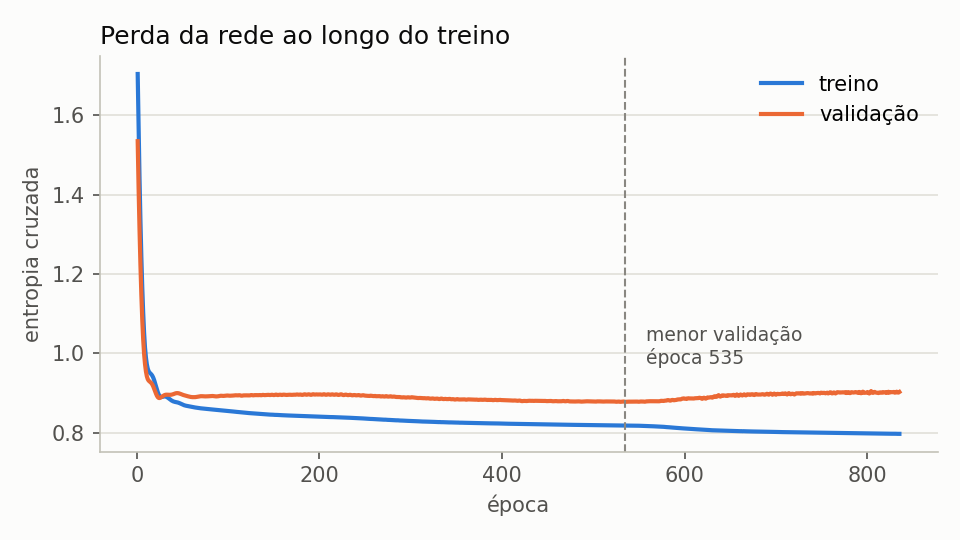 Perda da rede ao longo do treino
treino
validação
entropia cruzada
1.6
1.4
1.2
1.0
0.8
menor validação
época 535
0
200
400
600
800
época